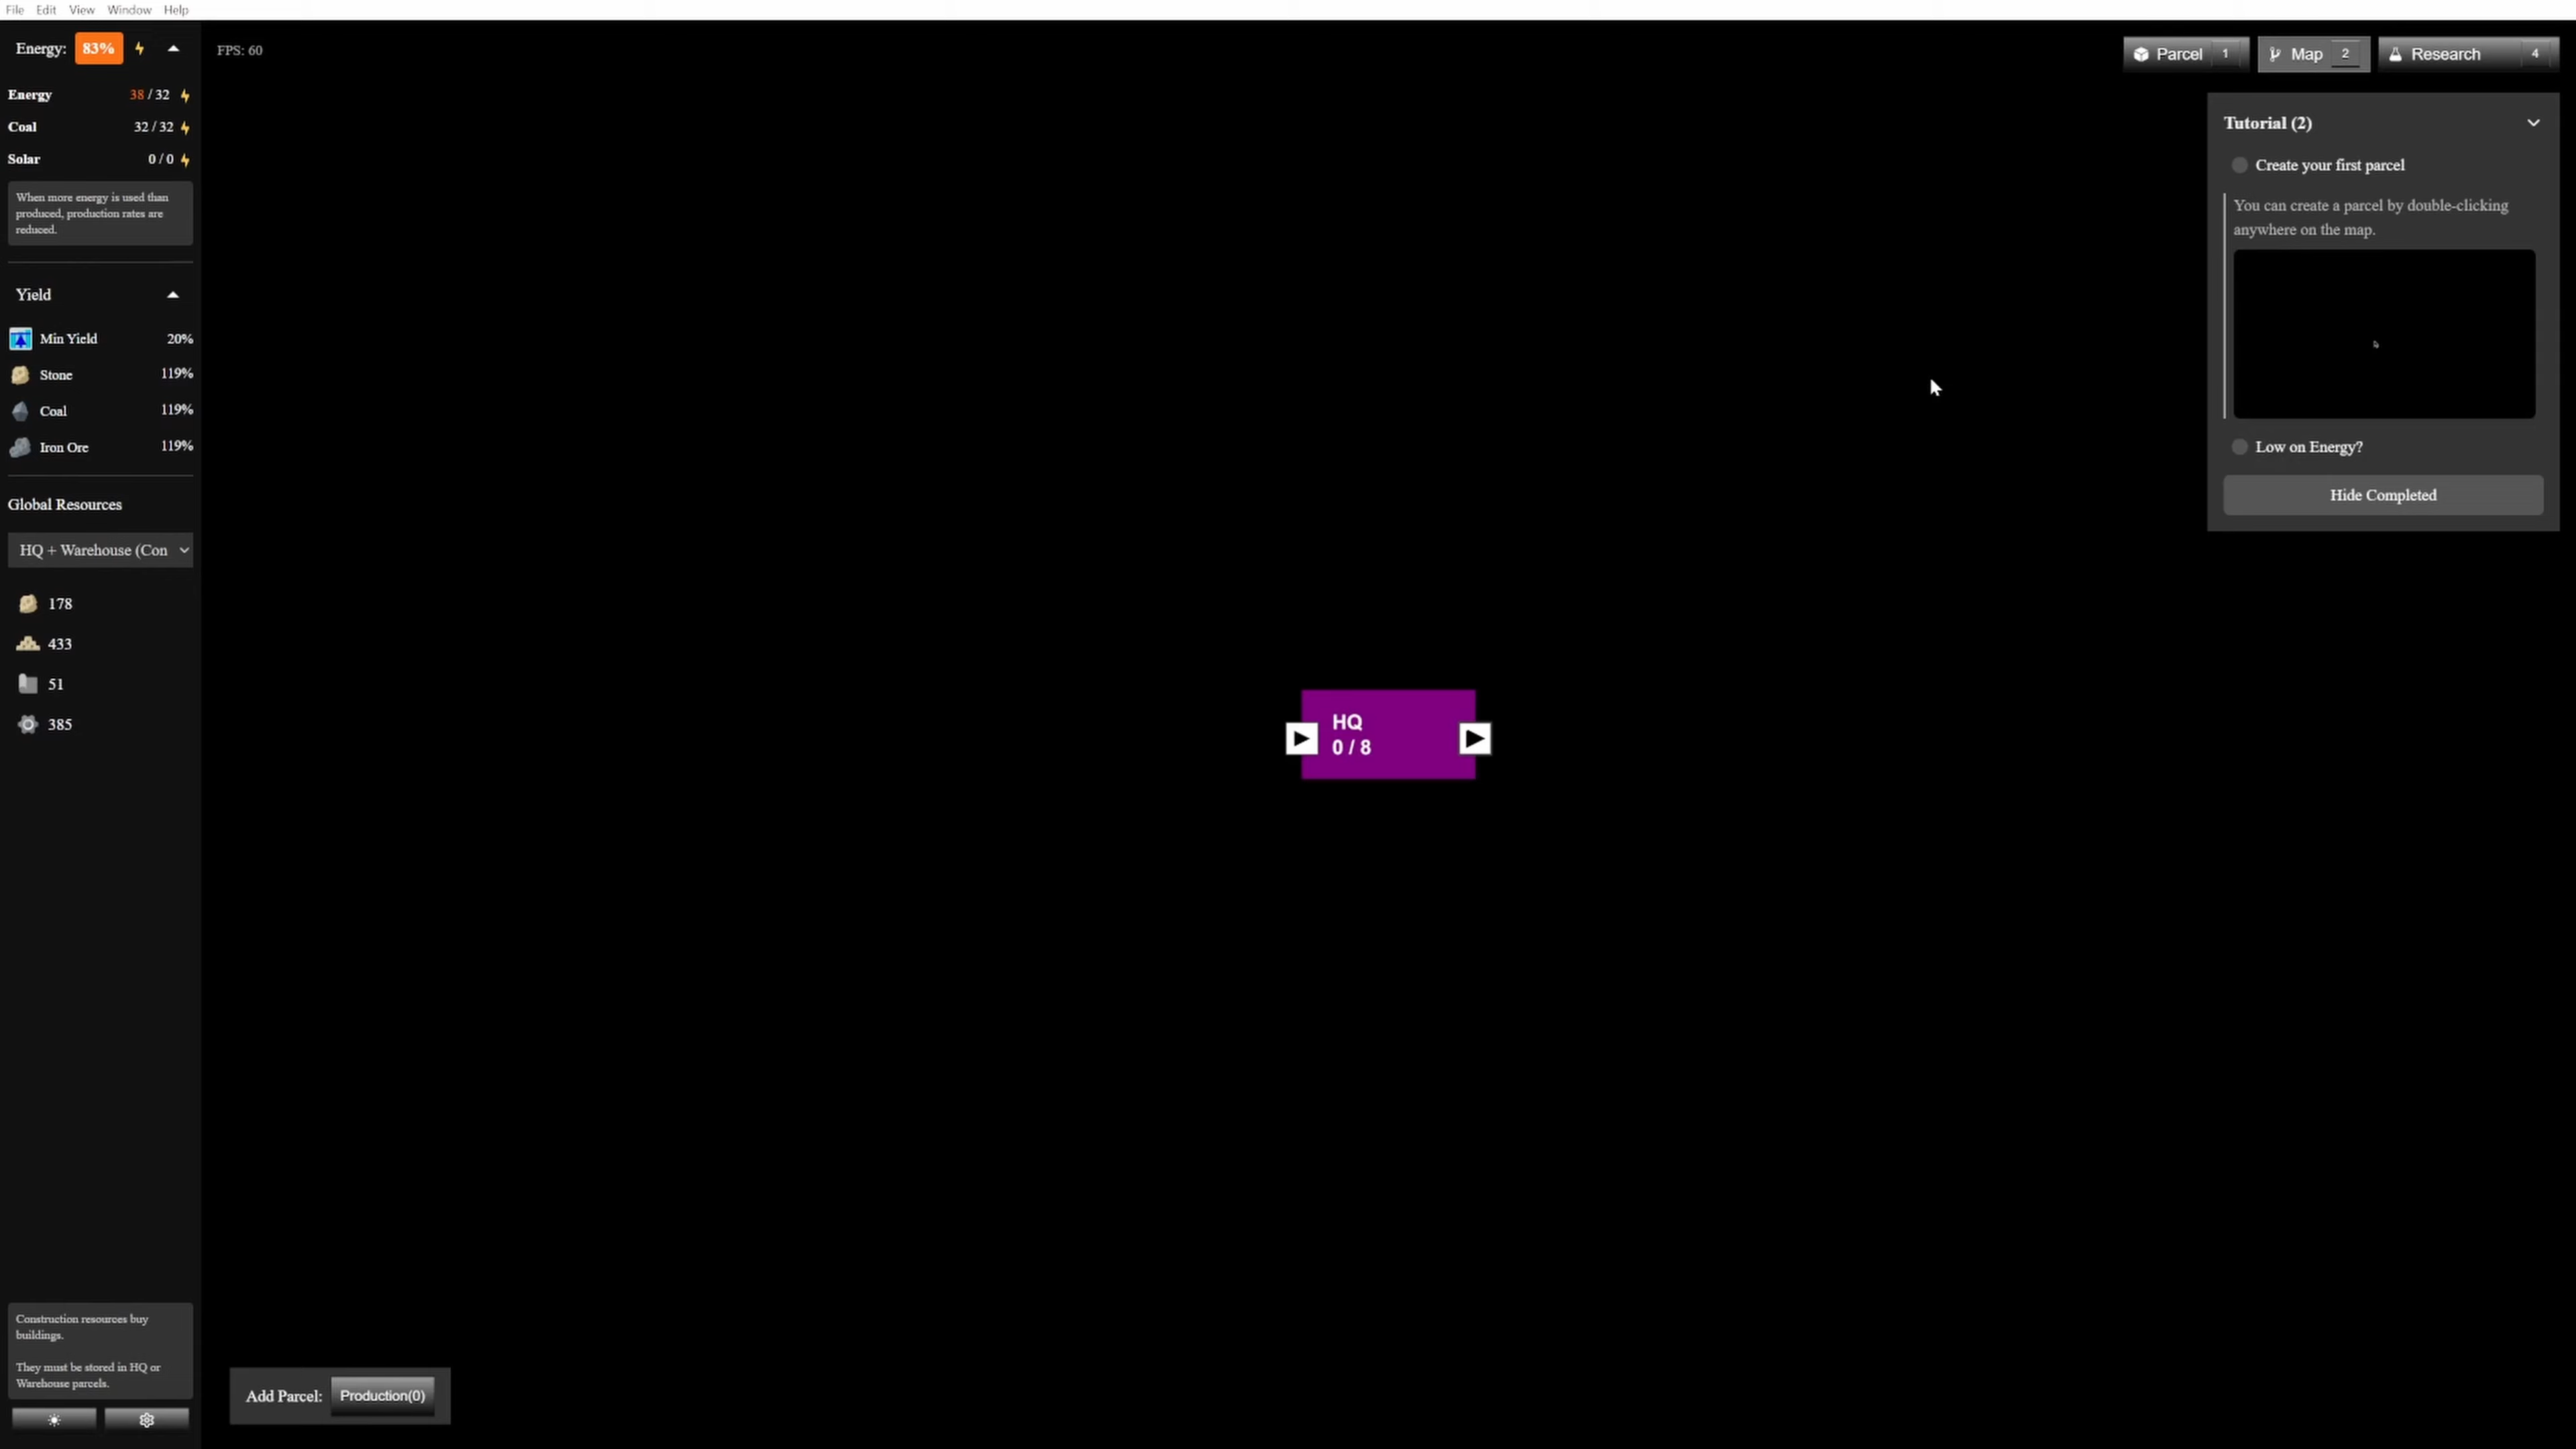 File Edit View Window Help
Energy: 83%
Energy 38 / 32
Coal 32 / 32
Solar 0 / 0
When more energy is used than
produced, production rates are
reduced.
Yield
Min Yield 20%
Stone 119%
Coal 119%
Iron Ore 119%
Global Resources
HQ + Warehouse (Con
178
433
51
385
Construction resources buy
buildings.
They must be stored in HQ or
Warehouse parcels.
FPS: 60
HQ
0 / 8
Add Parcel: Production(0)
Parcel 1 Map 2 Research 4
Tutorial (2)
Create your first parcel
You can create a parcel by double-clicking
anywhere on the map.
Low on Energy?
Hide Completed